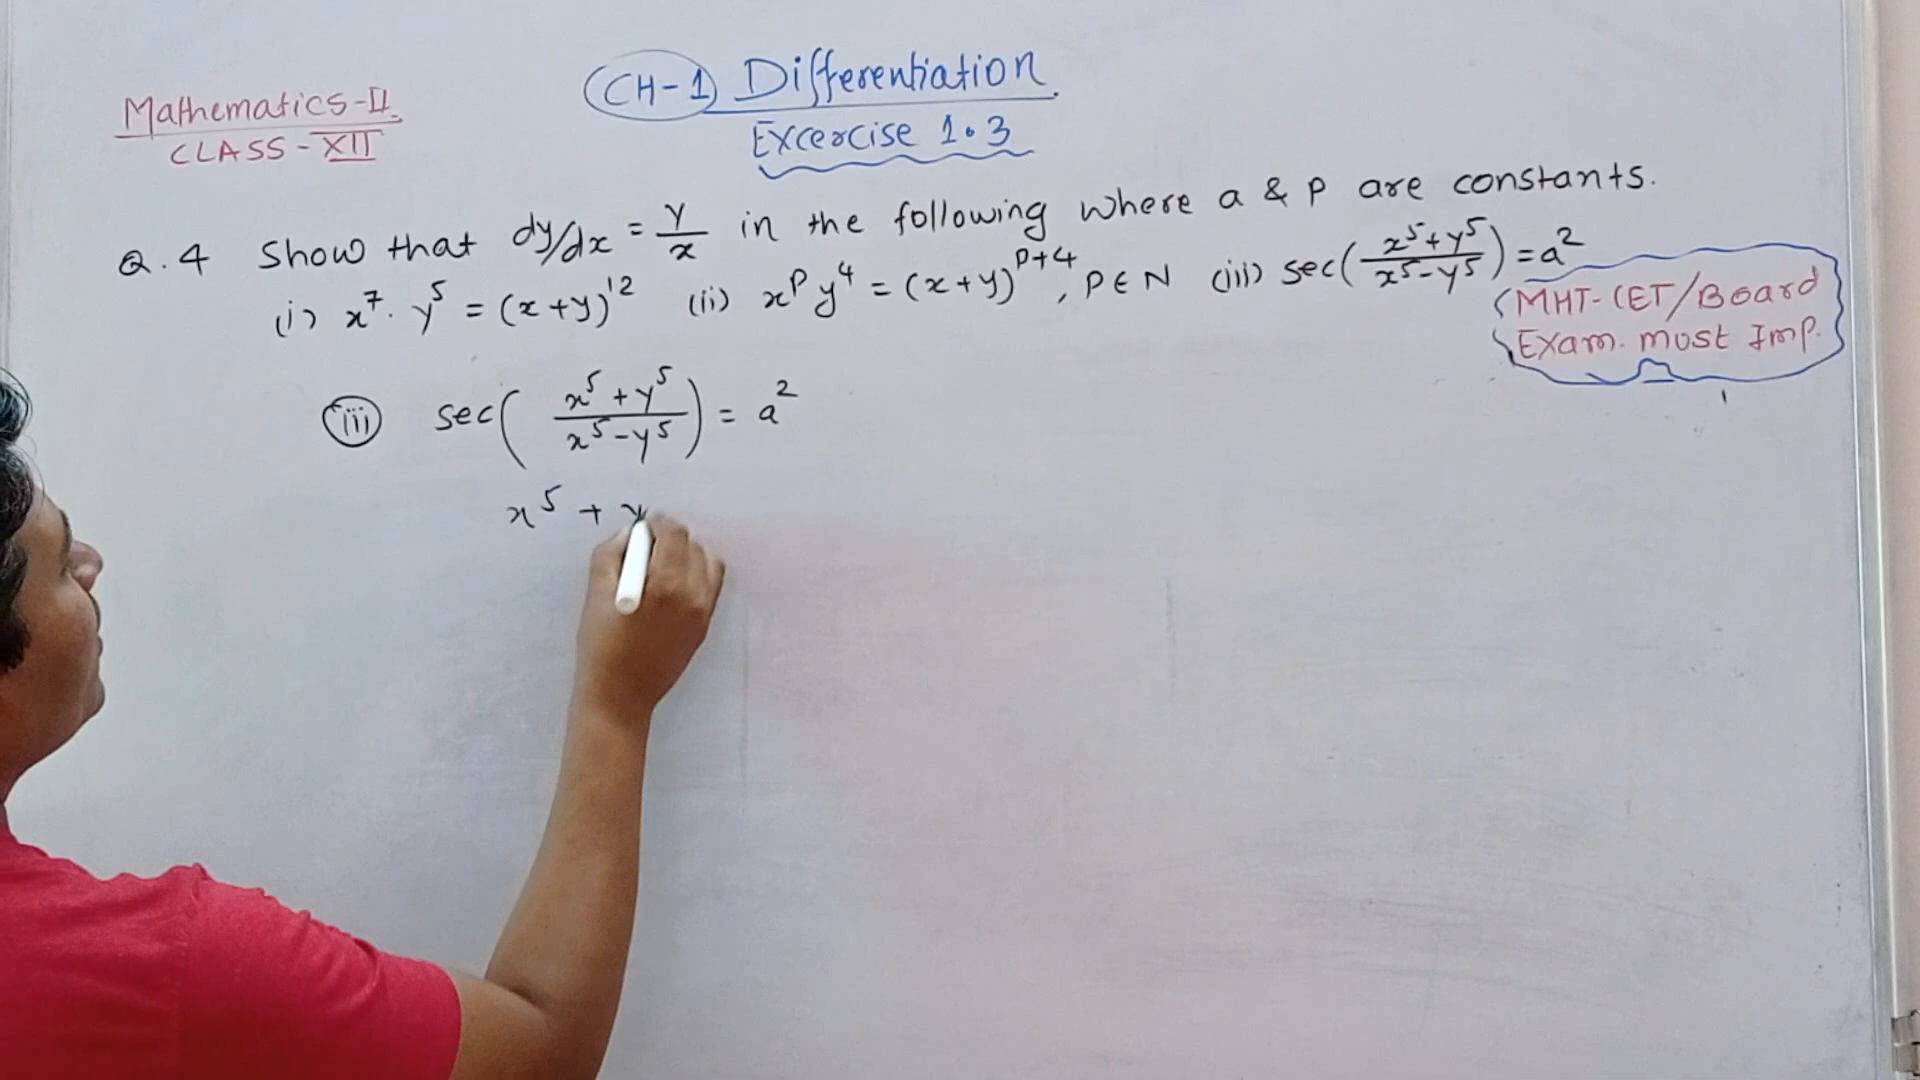 Mathematics-II
CLASS-XII
CH-1 Differentiation
Excercise 1.3
Q.4 Show that dy/dx = y/x in the following where a & p are constants.
(i) x⁷. y⁵ = (x+y)¹² (ii) xᵖ y⁴ = (x+y)ᵖ⁺⁴, P∈N (iii) sec(x⁵+y⁵/x⁵-y⁵) = a²
MHT-CET/Board
Exam. must Imp.
(iii) sec(x⁵+y⁵/x⁵-y⁵) = a²
x⁵ + y